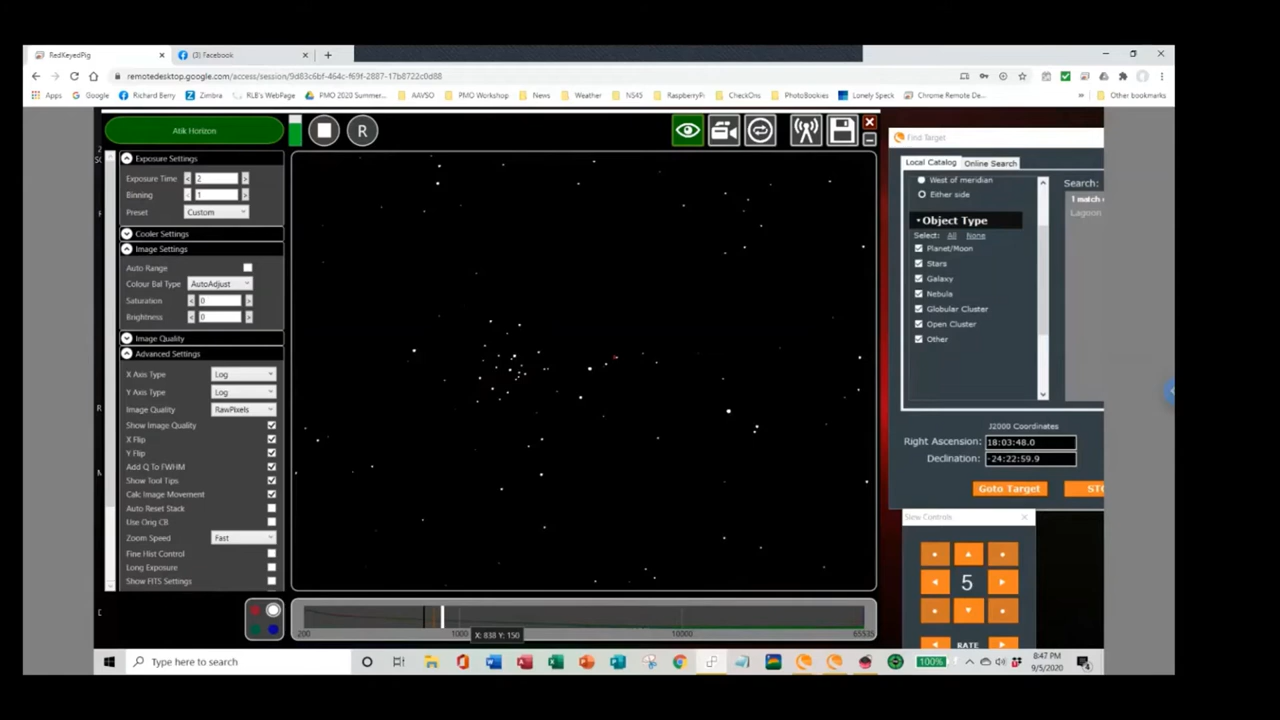 RedKeyedPig
(3) Facebook
remotedesktop.google.com/access/session/9d83c6bf-464c-f69f-2887-17b8722c0d88
Apps
Becky
Richard Berry
Zimbra
RLB's WebPage
PMO 2020 Summer...
AAVSO
PMO Workshop
News
Weather
NS45
RaspberryPi
CheckOns
PhotoBookies
Lonely Speck
Chrome Remote De...
»
Other bookmarks
Atik Horizon
R
Exposure Settings
Exposure Time < 2 >
Binning < 1 >
Preset Custom
Cooler Settings
Image Settings
Auto Range
Colour Bal Type AutoAdjust
Saturation < 0 >
Brightness < 0 >
Image Quality
Advanced Settings
X Axis Type Log
Y Axis Type Log
Image Quality RawPixels
Show Image Quality
X Flip
Y Flip
Add Q To FWHM
Show Tool Tips
Calc Image Movement
Auto Reset Stack
Use Orig CB
Zoom Speed Fast
Fine Hist Control
Long Exposure
Show FITS Settings
200
1000
10000
65535
X: 838 Y: 150
Find Target
Local Catalog
Online Search
West of meridian
Either side
Object Type
Select: All None
Planet/Moon
Stars
Galaxy
Nebula
Globular Cluster
Open Cluster
Other
Search:
1 match
Lagoon
J2000 Coordinates
Right Ascension: 18:03:48.0
Declination: -24:22:59.9
Goto Target
STO
Slew Controls
5
RATE
Type here to search
100%
8:47 PM
9/5/2020
4